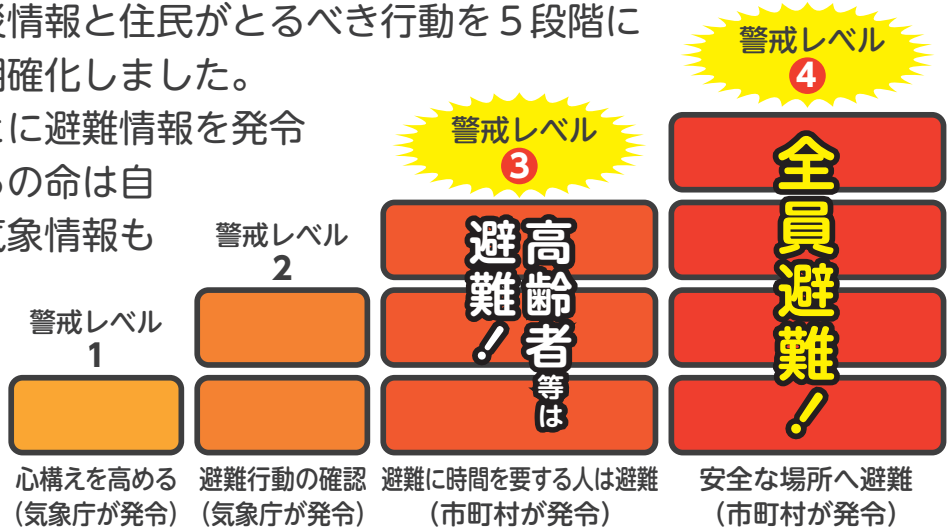 情報と住民がとるべき行動を５段階に
確化しました。
に避難情報を発令
の命は自
象情報も
警戒レベル
1
心構えを高める
(気象庁が発令)
警戒レベル
2
避難行動の確認
(気象庁が発令)
警戒レベル
3
高齢者等は
避難！
避難に時間を要する人は避難
(市町村が発令)
警戒レベル
4
全員避難！
安全な場所へ避難
(市町村が発令)